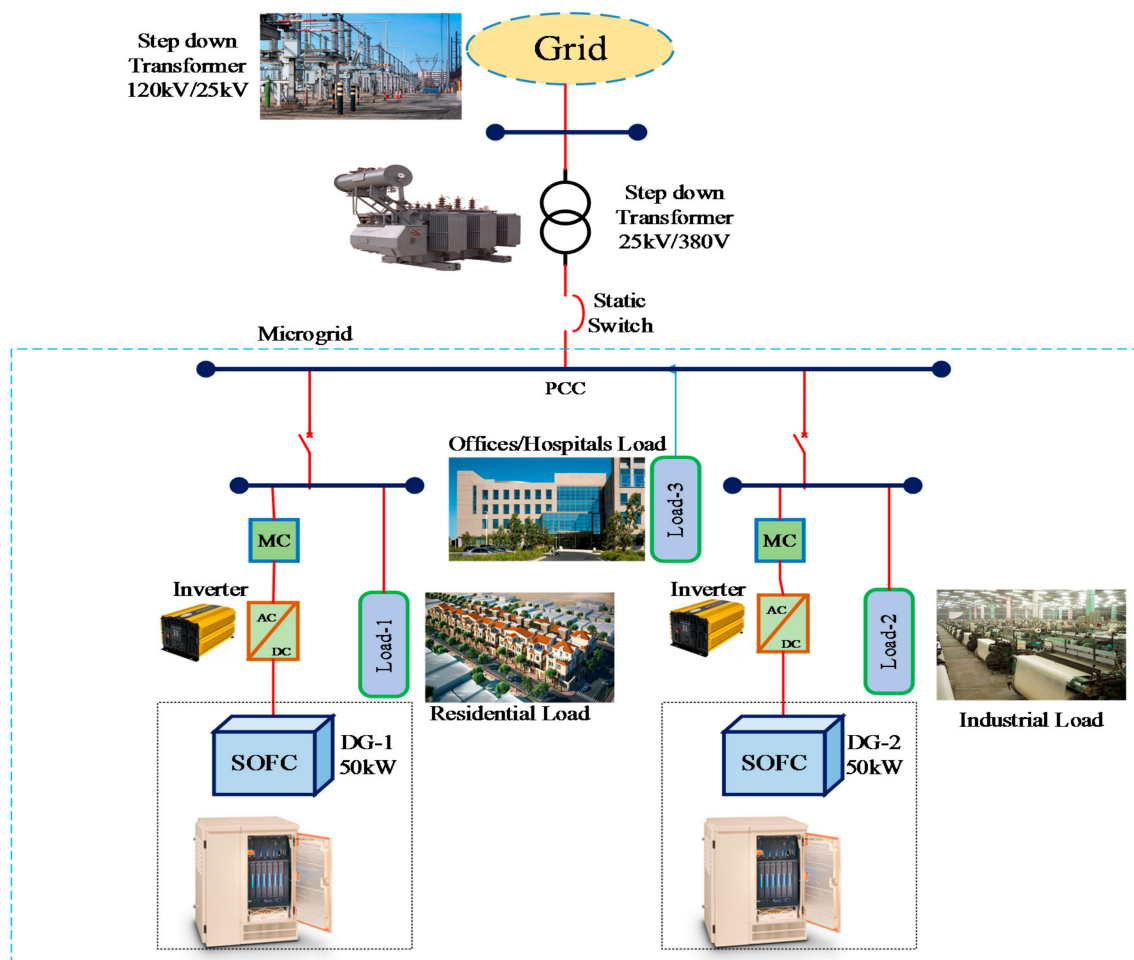 Step down
Transformer
120kV/25kV
Grid
Step down
Transformer
25kV/380V
Static
Switch
Microgrid
PCC
Offices/Hospitals Load
Load-3
MC
MC
Inverter
AC
DC
Load-1
Residential Load
Inverter
AC
DC
Load-2
Industrial Load
SOFC
DG-1
50kW
SOFC
DG-2
50kW